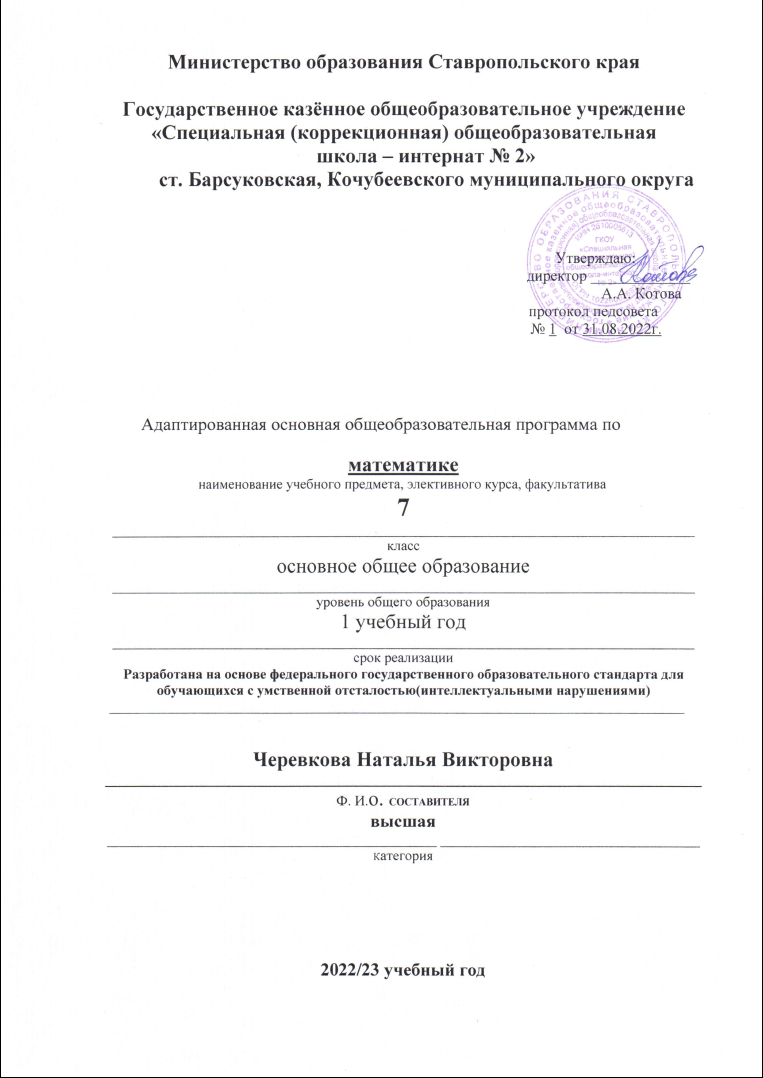 Министерство образования Ставропольского края
Государственное казённое общеобразовательное учреждение
«Специальная (коррекционная) общеобразовательная
школа – интернат № 2»
ст. Барсуковская, Кочубеевского муниципального округа
Утверждаю:
директор
А.А. Котова
протокол педсовета
№ 1 от 31.08.2022г.
Адаптированная основная общеобразовательная программа по
математике
наименование учебного предмета, элективного курса, факультатива
7
класс
основное общее образование
уровень общего образования
1 учебный год
срок реализации
Разработана на основе федерального государственного образовательного стандарта для
обучающихся с умственной отсталостью(интеллектуальными нарушениями)
Черевкова Наталья Викторовна
Ф. И.О. СОСТАВИТЕЛЯ
высшая
категория
2022/23 учебный год